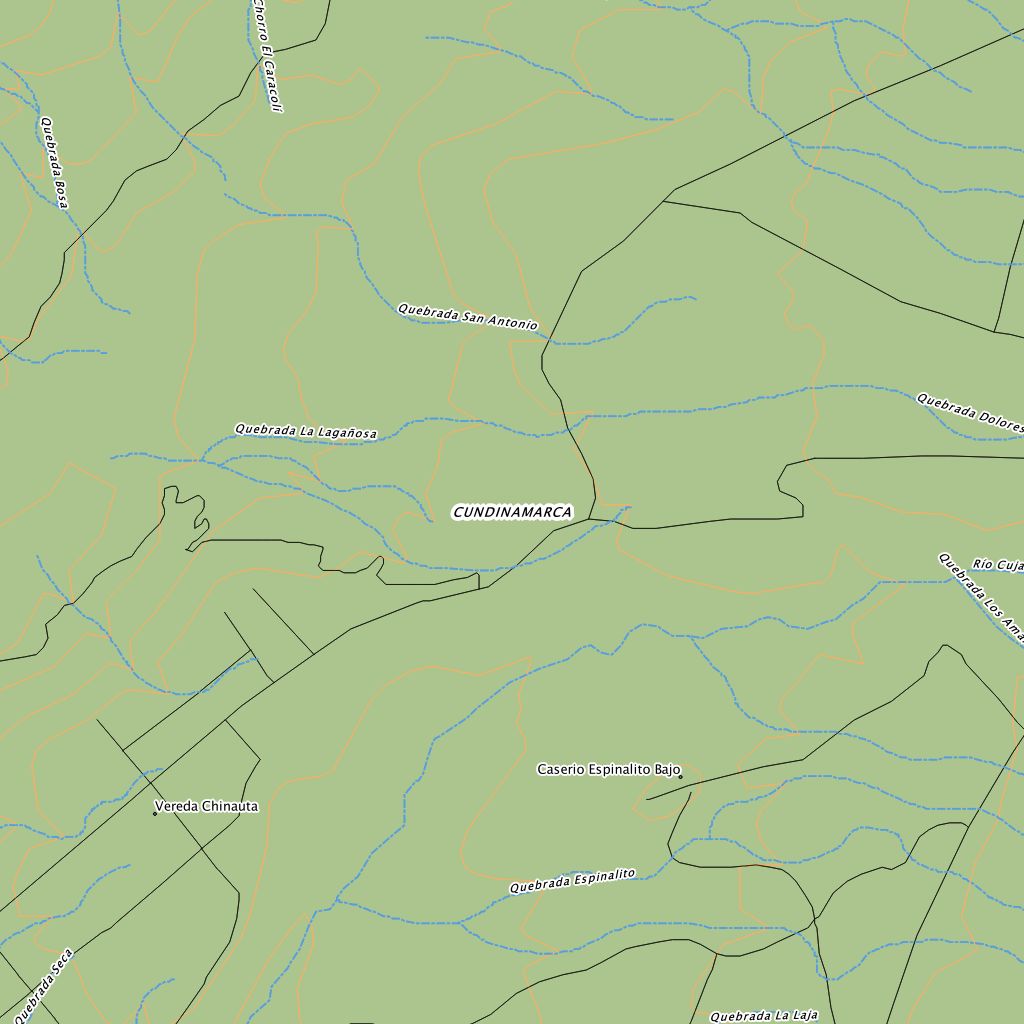 Chorro El Caracolí
Quebrada Bosa
Quebrada San Antonio
Quebrada Dolores
Quebrada La Lagañosa
CUNDINAMARCA
Quebrada Los Ama
Río Cuja
Caserio Espinalito Bajo
Vereda Chinauta
Quebrada Espinalito
Quebrada Seca
Quebrada La Laja